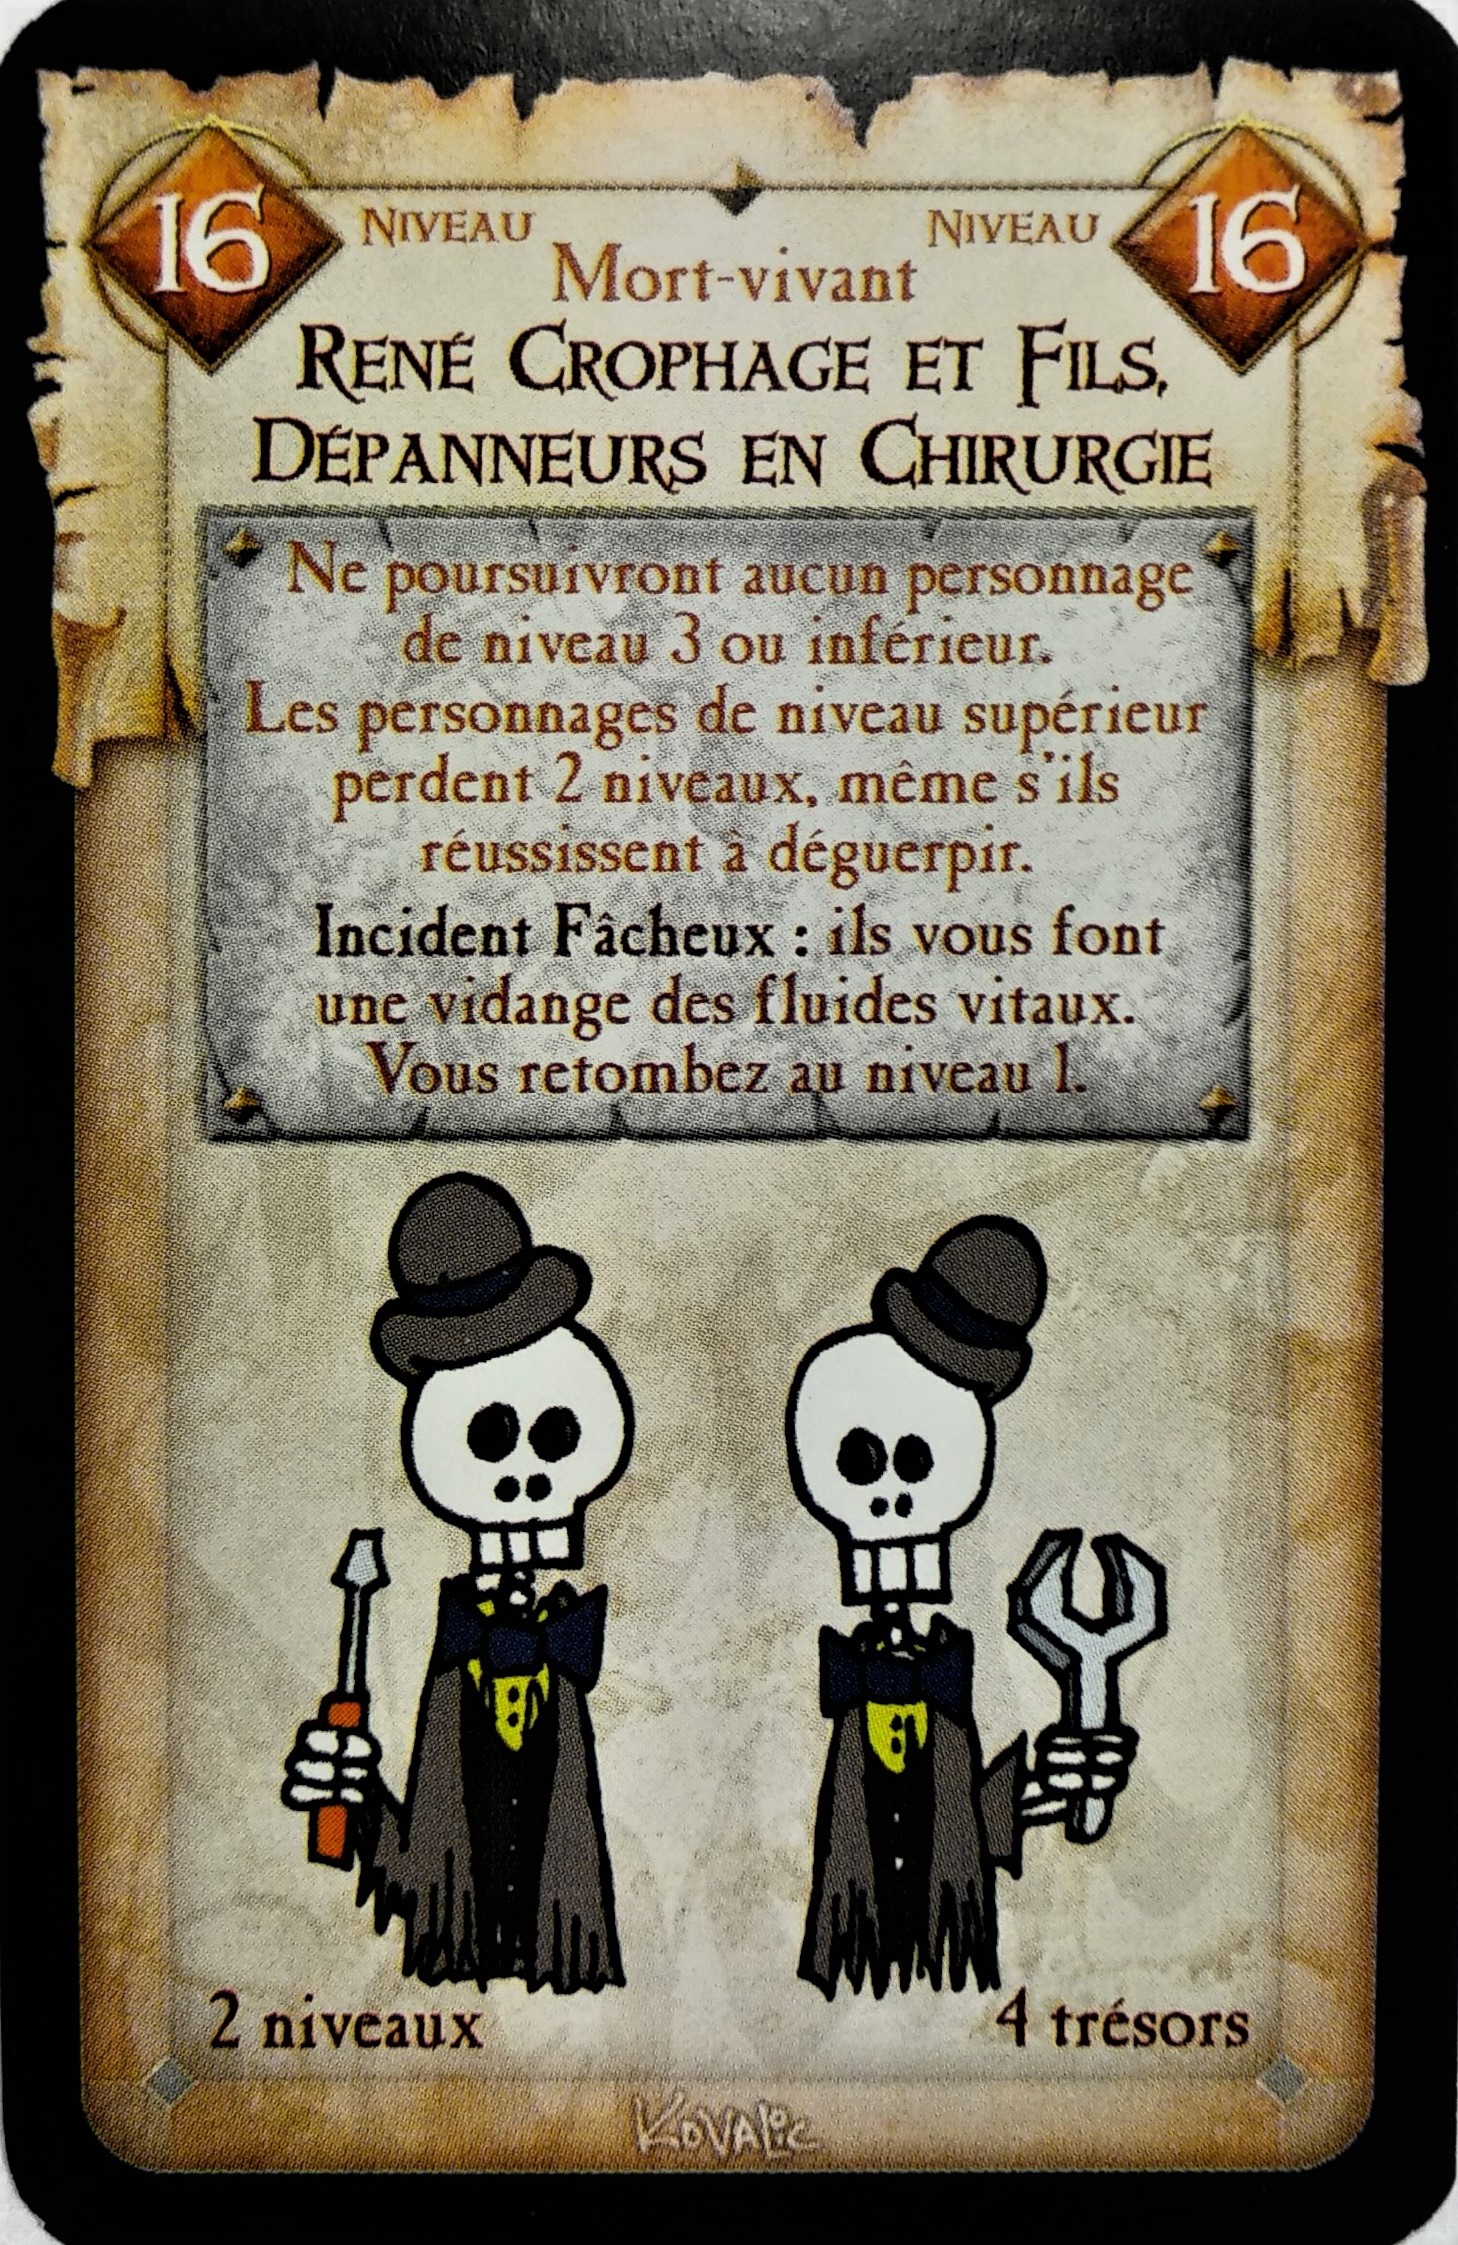 16 NIVEAU NIVEAU 16
Mort-vivant
RENÉ CROPHAGE ET FILS,
DÉPANNEURS EN CHIRURGIE
Ne poursuivront aucun personnage
de niveau 3 ou inférieur.
Les personnages de niveau supérieur
perdent 2 niveaux, même s'ils
réussissent à déguerpir.
Incident Fâcheux : ils vous font
une vidange des fluides vitaux.
Vous retombez au niveau 1.
2 niveaux 4 trésors
KOVALIC